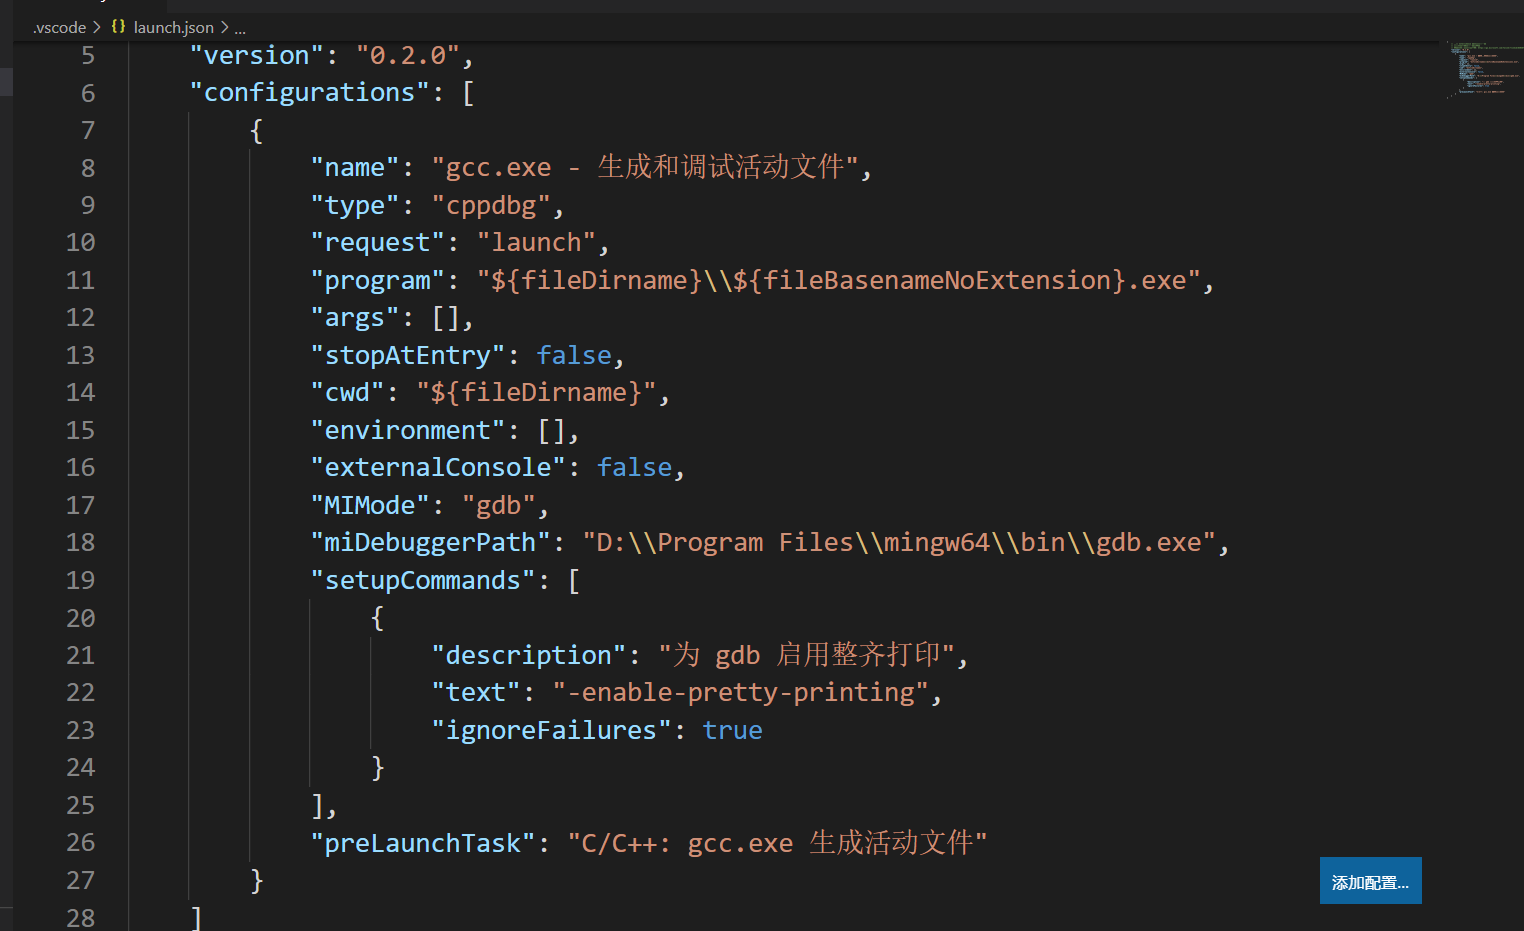 .vscode > {} launch.json > ...
5 "version": "0.2.0",
6 "configurations": [
7 {
8 "name": "gcc.exe - 生成和调试活动文件",
9 "type": "cppdbg",
10 "request": "launch",
11 "program": "${fileDirname}\\${fileBasenameNoExtension}.exe",
12 "args": [],
13 "stopAtEntry": false,
14 "cwd": "${fileDirname}",
15 "environment": [],
16 "externalConsole": false,
17 "MIMode": "gdb",
18 "miDebuggerPath": "D:\\Program Files\\mingw64\\bin\\gdb.exe",
19 "setupCommands": [
20 {
21 "description": "为 gdb 启用整齐打印",
22 "text": "-enable-pretty-printing",
23 "ignoreFailures": true
24 }
25 ],
26 "preLaunchTask": "C/C++: gcc.exe 生成活动文件"
27 }
28 ]
添加配置...